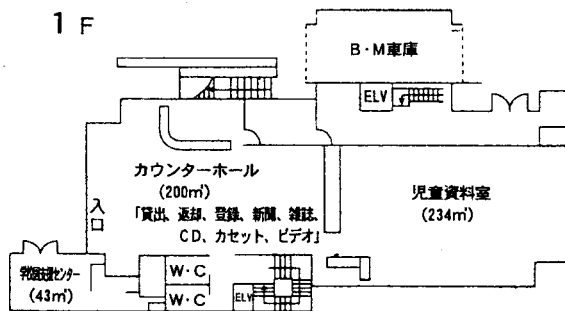 1 F
B・M車庫
ELV
カウンターホール
(200㎡)
「貸出、返却、登録、新聞、雑誌、
CD、カセット、ビデオ」
児童資料室
(234㎡)
入口
(43㎡)
W・C
W・C
ELV